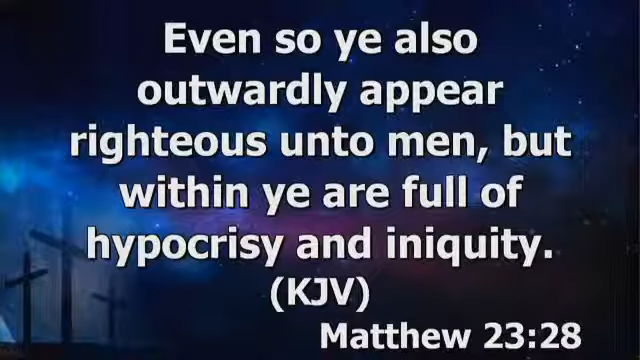 Even so ye also
outwardly appear
righteous unto men, but
within ye are full of
hypocrisy and iniquity.
(KJV)
Matthew 23:28